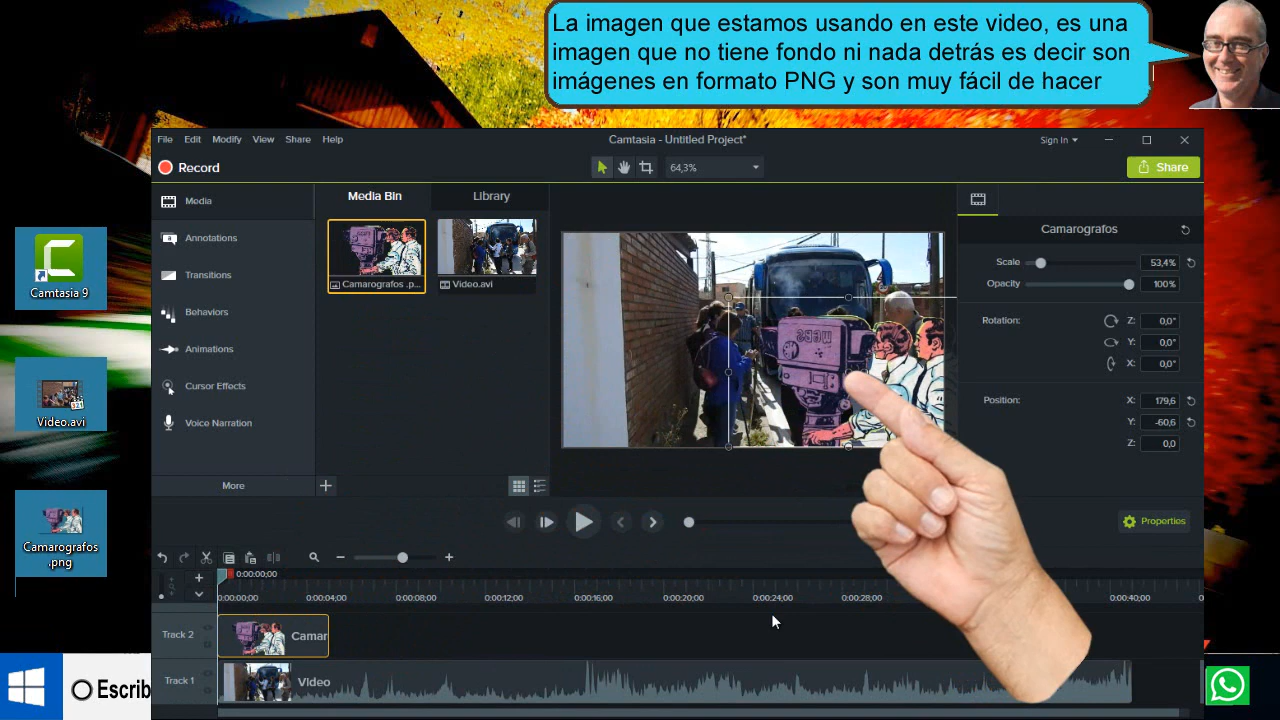 La imagen que estamos usando en este video, es una
imagen que no tiene fondo ni nada detrás es decir son
imágenes en formato PNG y son muy fácil de hacer
File Edit Modify View Share Help
Camtasia - Untitled Project*
Sign In
Record
64,3%
Share
Media
Media Bin
Library
Annotations
Camarografos
Transitions
Scale
53,4%
Camarografos .p...
Video.avi
Opacity
100%
Camtasia 9
Behaviors
Rotation:
Z: 0,0°
Animations
Y: 0,0°
X: 0,0°
Cursor Effects
Position:
X: 179,6
Video.avi
Voice Narration
Y: -60,6
Z: 0,0
More
Properties
Camarografos
.png
0:00:00;00
0:00:00;00 0:00:04;00 0:00:08;00 0:00:12;00 0:00:16;00 0:00:20;00 0:00:24;00 0:00:28;00 0:00:40;00
Track 2
Camar
Track 1
Video
Escrib